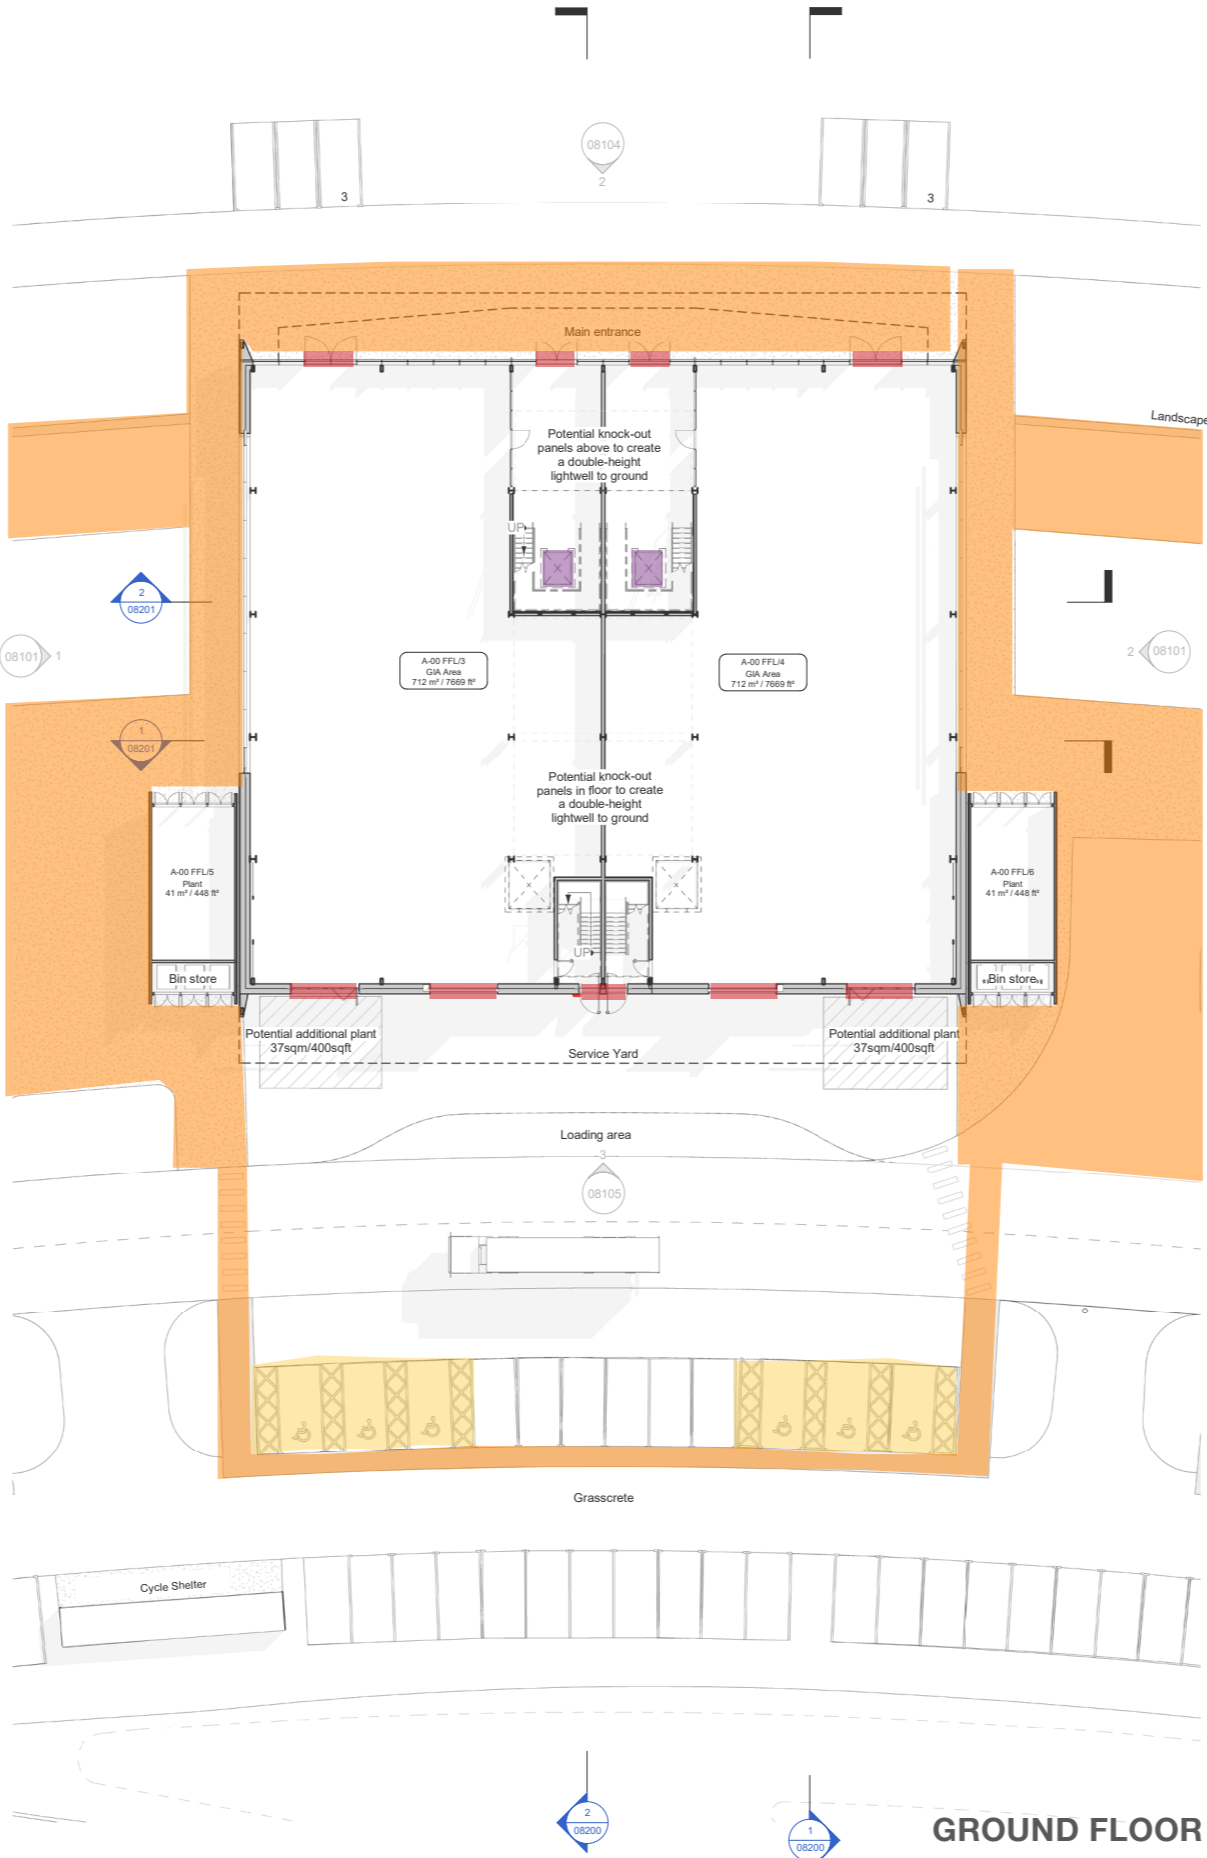 08104
2
3
3
Main entrance
Landscape
Potential knock-out
panels above to create
a double-height
lightwell to ground
UP
2
08201
08101
1
2
08101
A-00 FFL/3
GIA Area
712 m² / 7669 ft²
A-00 FFL/4
GIA Area
712 m² / 7669 ft²
1
08201
Potential knock-out
panels in floor to create
a double-height
lightwell to ground
A-00 FFL/5
Plant
41 m² / 448 ft²
A-00 FFL/6
Plant
41 m² / 448 ft²
UP
Bin store
Bin store
Potential additional plant
37sqm/400sqft
Potential additional plant
37sqm/400sqft
Service Yard
Loading area
3
08105
Grasscrete
Cycle Shelter
2
08200
1
08200
GROUND FLOOR